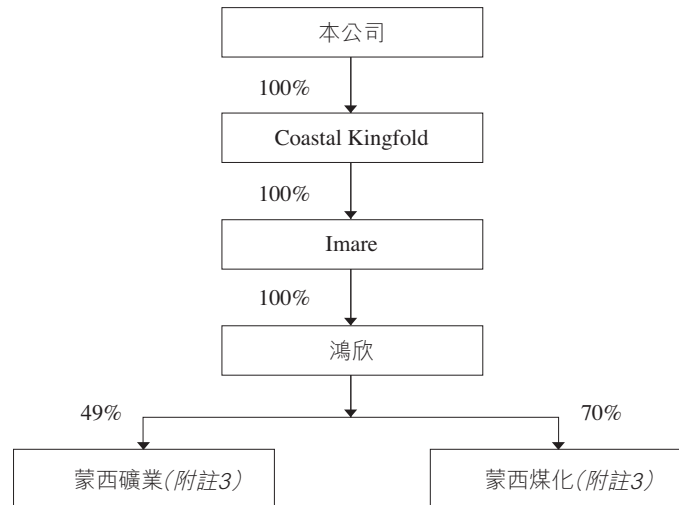 本公司
100%
Coastal Kingfold
100%
Imare
100%
鴻欣
49%
70%
蒙西礦業(附註3)
蒙西煤化(附註3)